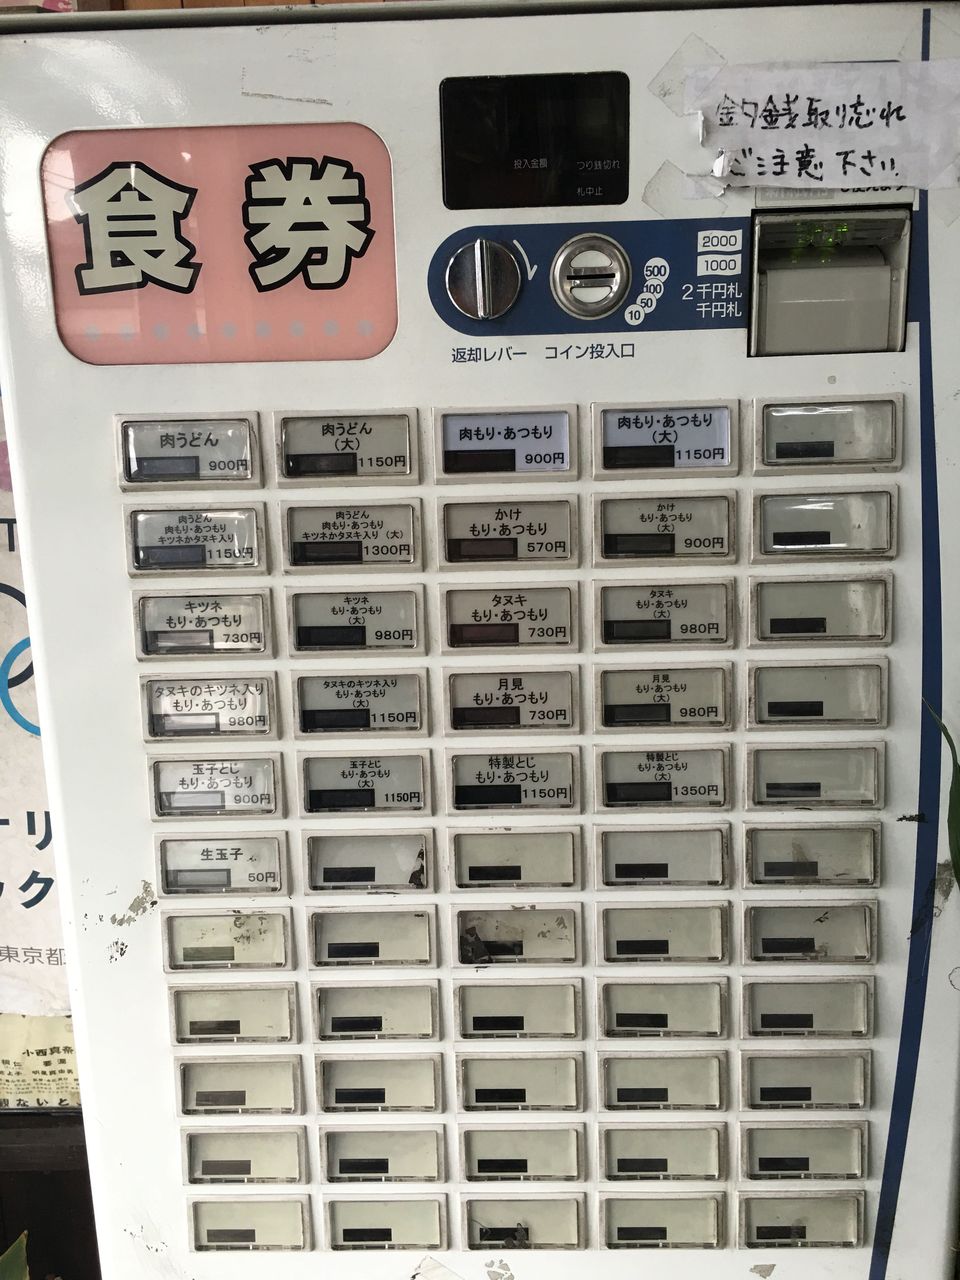 食券
投入金額 つり銭切れ
札中止
釣り銭取り忘れ
ご注意下さい
2000
1000
2千円札
千円札
500
100
50
10
返却レバー コイン投入口
肉うどん
900円
肉うどん
(大)
1150円
肉もり・あつもり
900円
肉もり・あつもり
(大)
1150円
肉うどん
肉もり・あつもり
キツネかタヌキ入り
1150円
肉うどん
肉もり・あつもり
キツネかタヌキ入り (大)
1300円
かけ
もり・あつもり
570円
かけ
もり・あつもり
(大)
900円
キツネ
もり・あつもり
730円
キツネ
もり・あつもり
(大)
980円
タヌキ
もり・あつもり
730円
タヌキ
もり・あつもり
(大)
980円
タヌキのキツネ入り
もり・あつもり
980円
タヌキのキツネ入り
もり・あつもり
(大)
1150円
月見
もり・あつもり
730円
月見
もり・あつもり
(大)
980円
玉子とじ
もり・あつもり
900円
玉子とじ
もり・あつもり
(大)
1150円
特製とじ
もり・あつもり
1150円
特製とじ
もり・あつもり
(大)
1350円
生玉子
50円
リ
ック
東京都
小西真奈
ないと